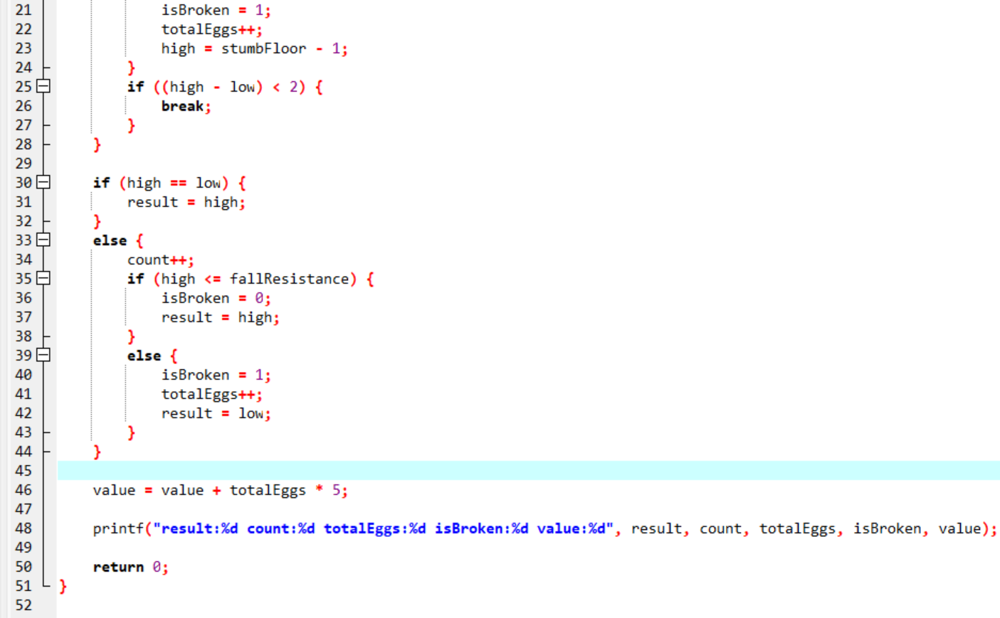 21 isBroken = 1;
22 totalEggs++;
23 high = stumbFloor - 1;
24 }
25 if ((high - low) < 2) {
26 break;
27 }
28 }
29
30 if (high == low) {
31 result = high;
32 }
33 else {
34 count++;
35 if (high <= fallResistance) {
36 isBroken = 0;
37 result = high;
38 }
39 else {
40 isBroken = 1;
41 totalEggs++;
42 result = low;
43 }
44 }
45
46 value = value + totalEggs * 5;
47
48 printf("result:%d count:%d totalEggs:%d isBroken:%d value:%d", result, count, totalEggs, isBroken, value);
49
50 return 0;
51 }
52